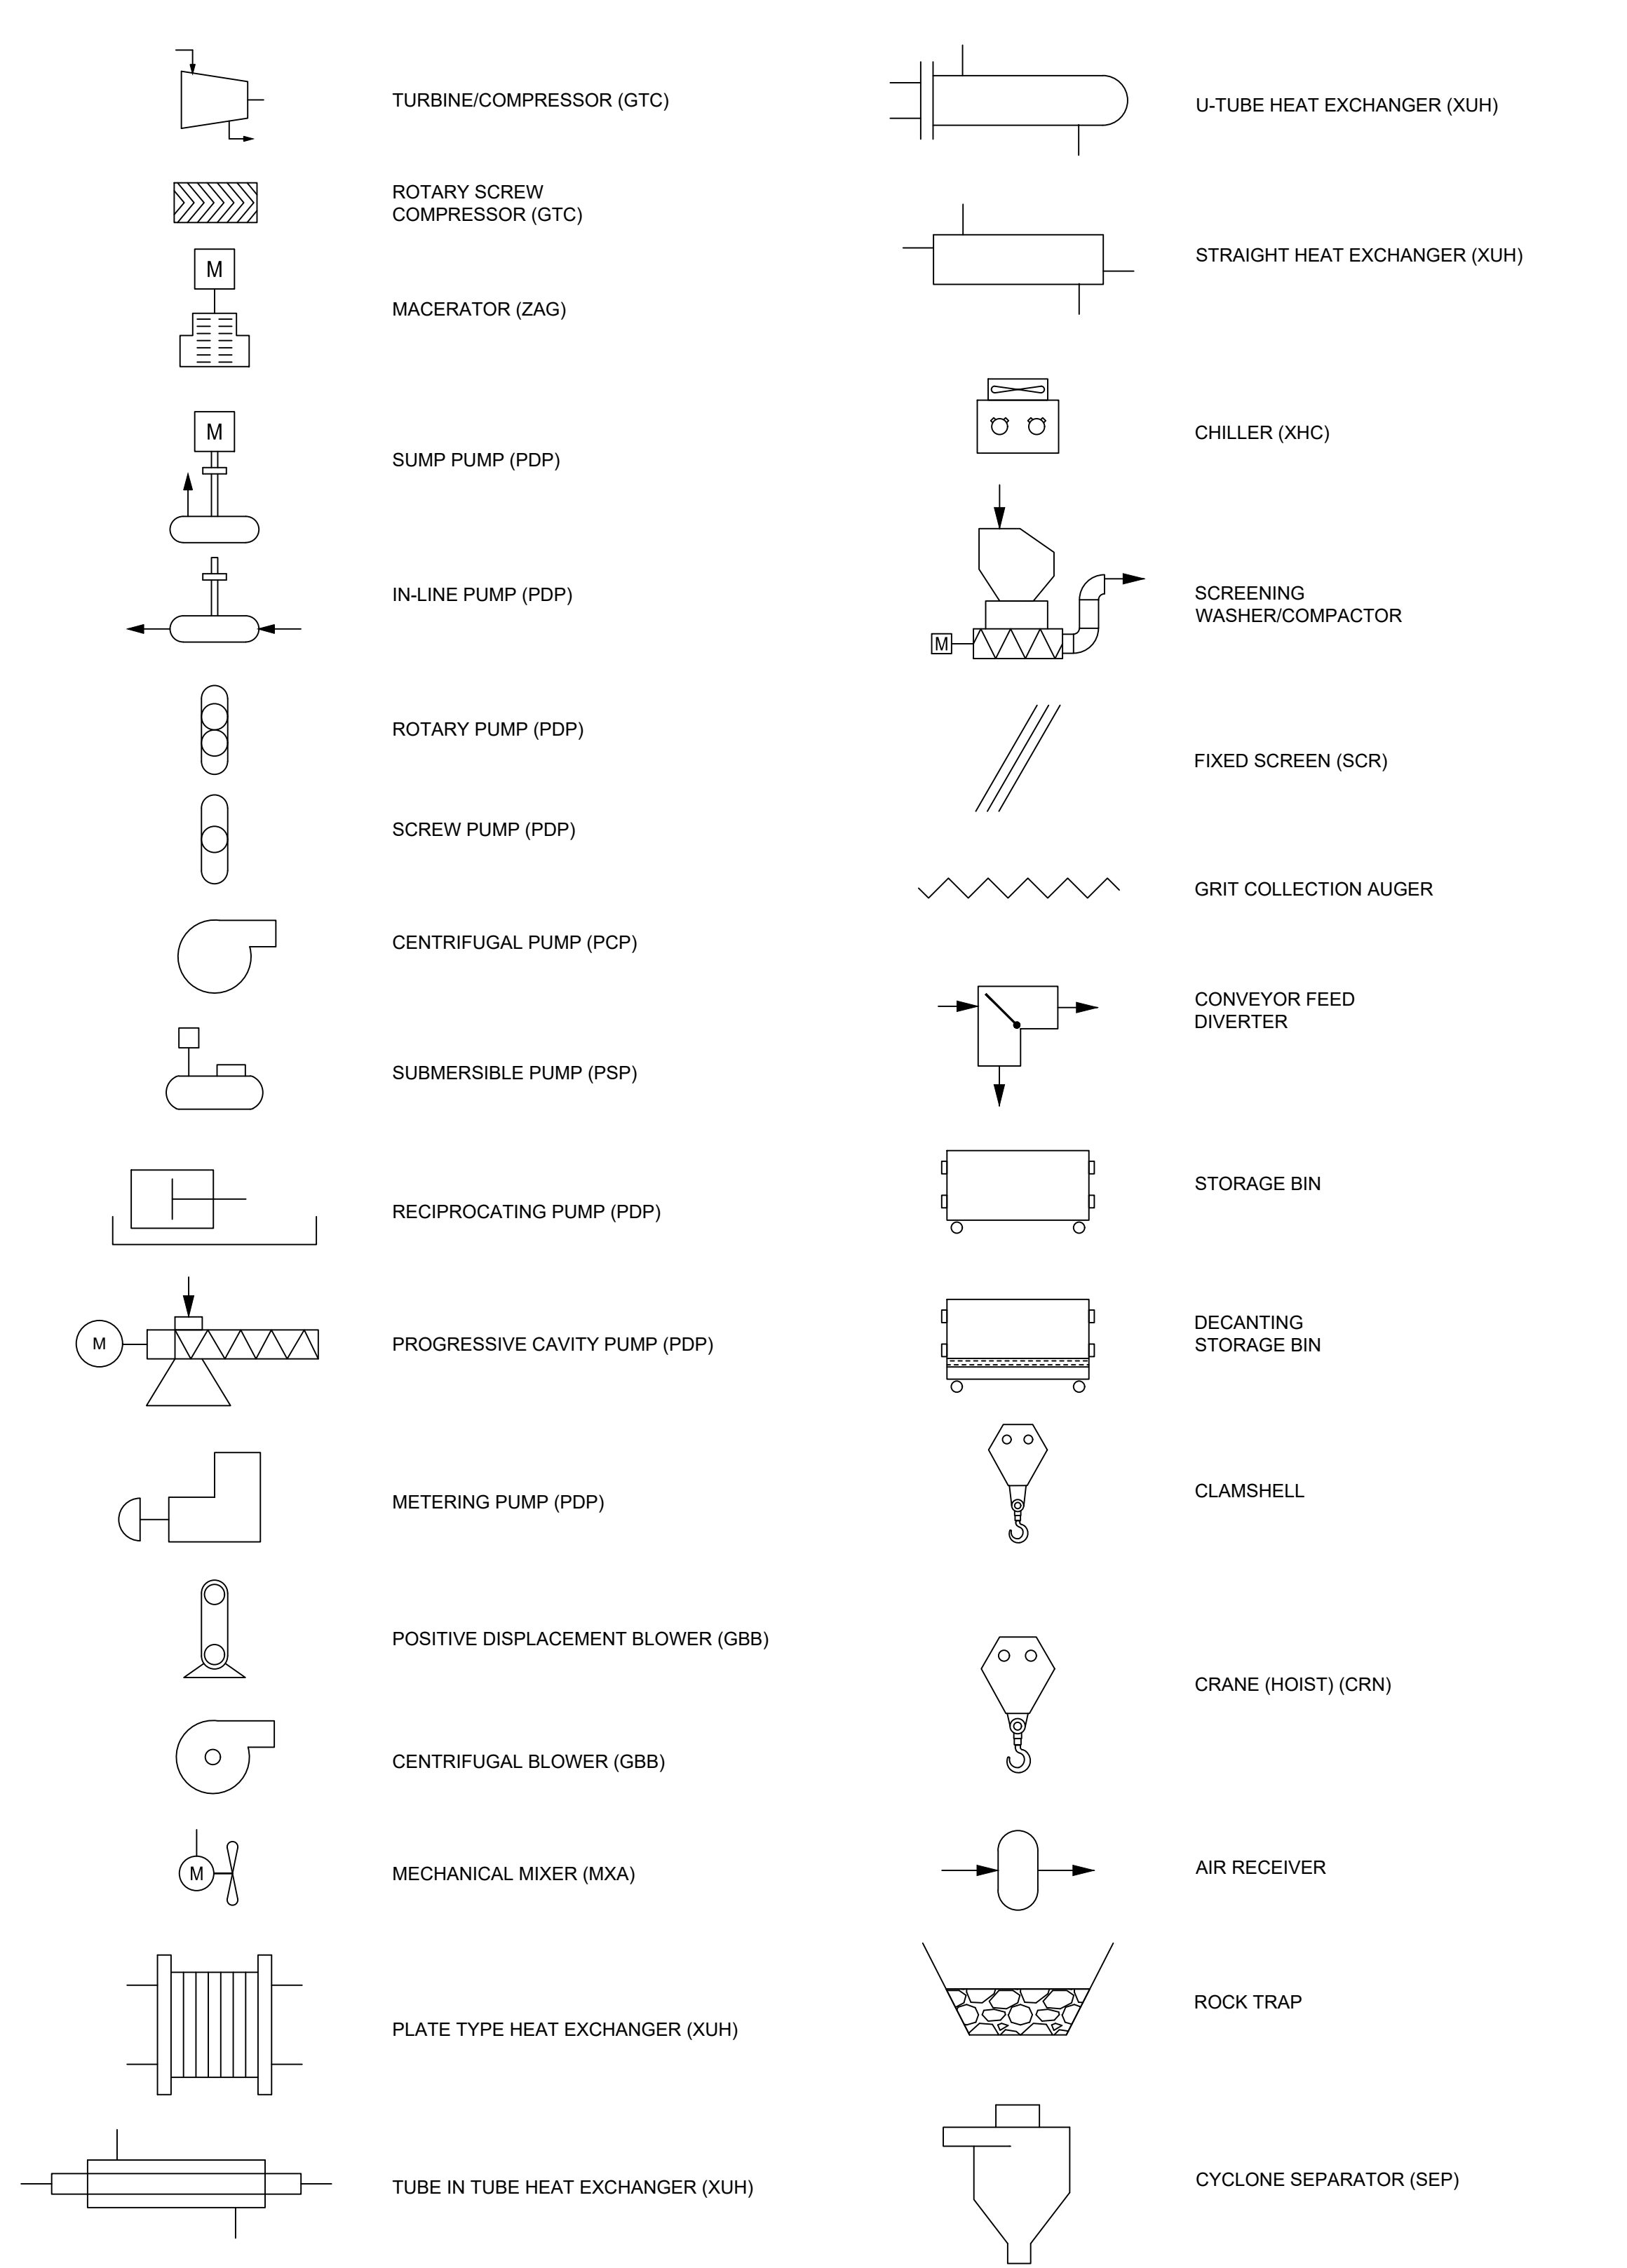 TURBINE/COMPRESSOR (GTC)
ROTARY SCREW
COMPRESSOR (GTC)
M
MACERATOR (ZAG)
M
SUMP PUMP (PDP)
IN-LINE PUMP (PDP)
ROTARY PUMP (PDP)
SCREW PUMP (PDP)
CENTRIFUGAL PUMP (PCP)
SUBMERSIBLE PUMP (PSP)
RECIPROCATING PUMP (PDP)
M
PROGRESSIVE CAVITY PUMP (PDP)
METERING PUMP (PDP)
POSITIVE DISPLACEMENT BLOWER (GBB)
CENTRIFUGAL BLOWER (GBB)
M
MECHANICAL MIXER (MXA)
PLATE TYPE HEAT EXCHANGER (XUH)
TUBE IN TUBE HEAT EXCHANGER (XUH)
U-TUBE HEAT EXCHANGER (XUH)
STRAIGHT HEAT EXCHANGER (XUH)
CHILLER (XHC)
SCREENING
WASHER/COMPACTOR
M
FIXED SCREEN (SCR)
GRIT COLLECTION AUGER
CONVEYOR FEED
DIVERTER
STORAGE BIN
DECANTING
STORAGE BIN
CLAMSHELL
CRANE (HOIST) (CRN)
AIR RECEIVER
ROCK TRAP
CYCLONE SEPARATOR (SEP)